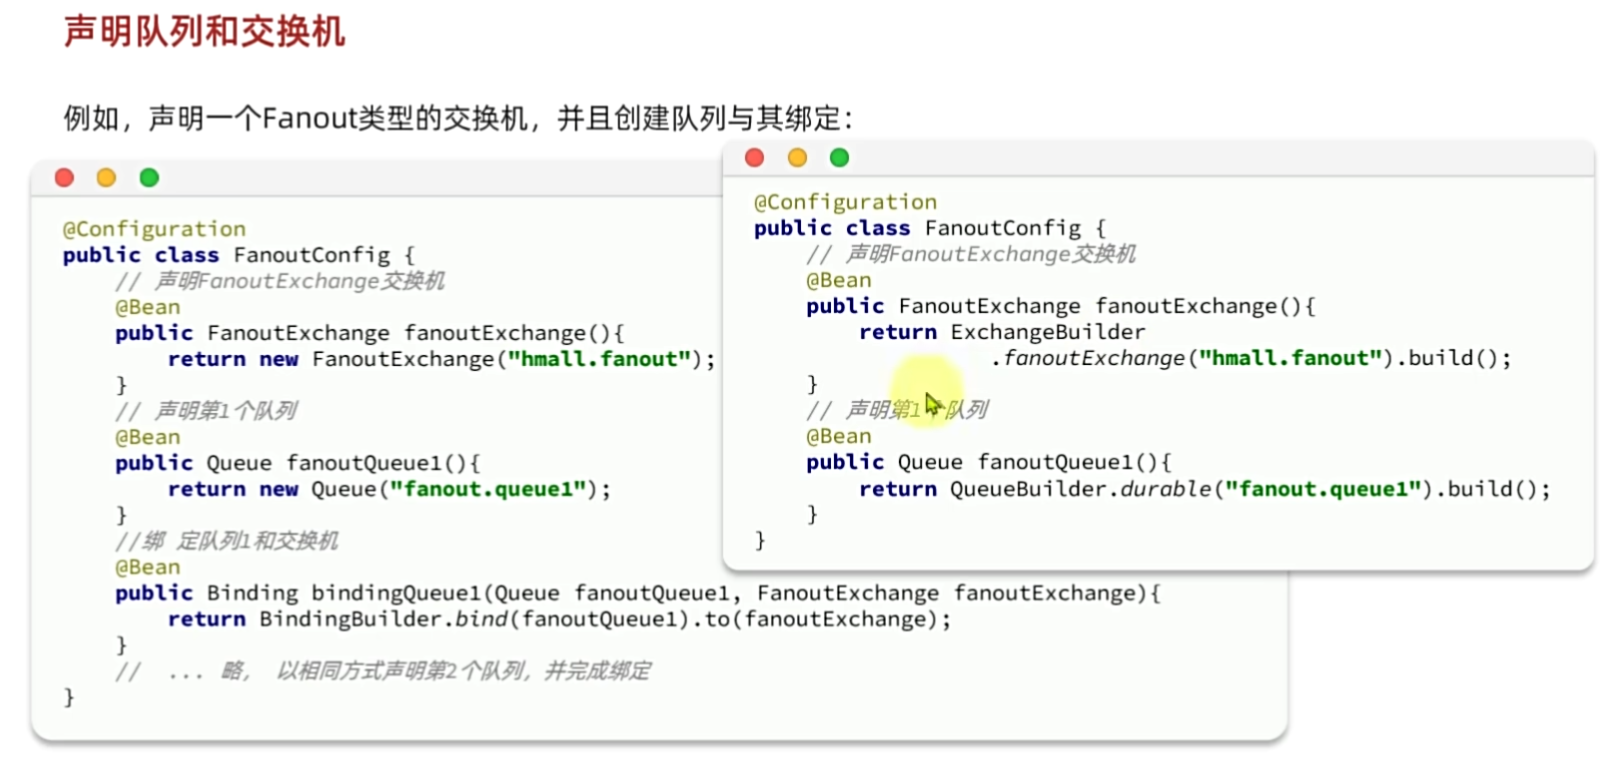 声明队列和交换机
例如，声明一个Fanout类型的交换机，并且创建队列与其绑定：
@Configuration
public class FanoutConfig {
// 声明FanoutExchange交换机
@Bean
public FanoutExchange fanoutExchange(){
return new FanoutExchange("hmall.fanout");
}
// 声明第1个队列
@Bean
public Queue fanoutQueue1(){
return new Queue("fanout.queue1");
}
//绑 定队列1和交换机
@Bean
public Binding bindingQueue1(Queue fanoutQueue1, FanoutExchange fanoutExchange){
return BindingBuilder.bind(fanoutQueue1).to(fanoutExchange);
}
// ... 略， 以相同方式声明第2个队列，并完成绑定
}
@Configuration
public class FanoutConfig {
// 声明FanoutExchange交换机
@Bean
public FanoutExchange fanoutExchange(){
return ExchangeBuilder
.fanoutExchange("hmall.fanout").build();
}
// 声明第1个队列
@Bean
public Queue fanoutQueue1(){
return QueueBuilder.durable("fanout.queue1").build();
}
}